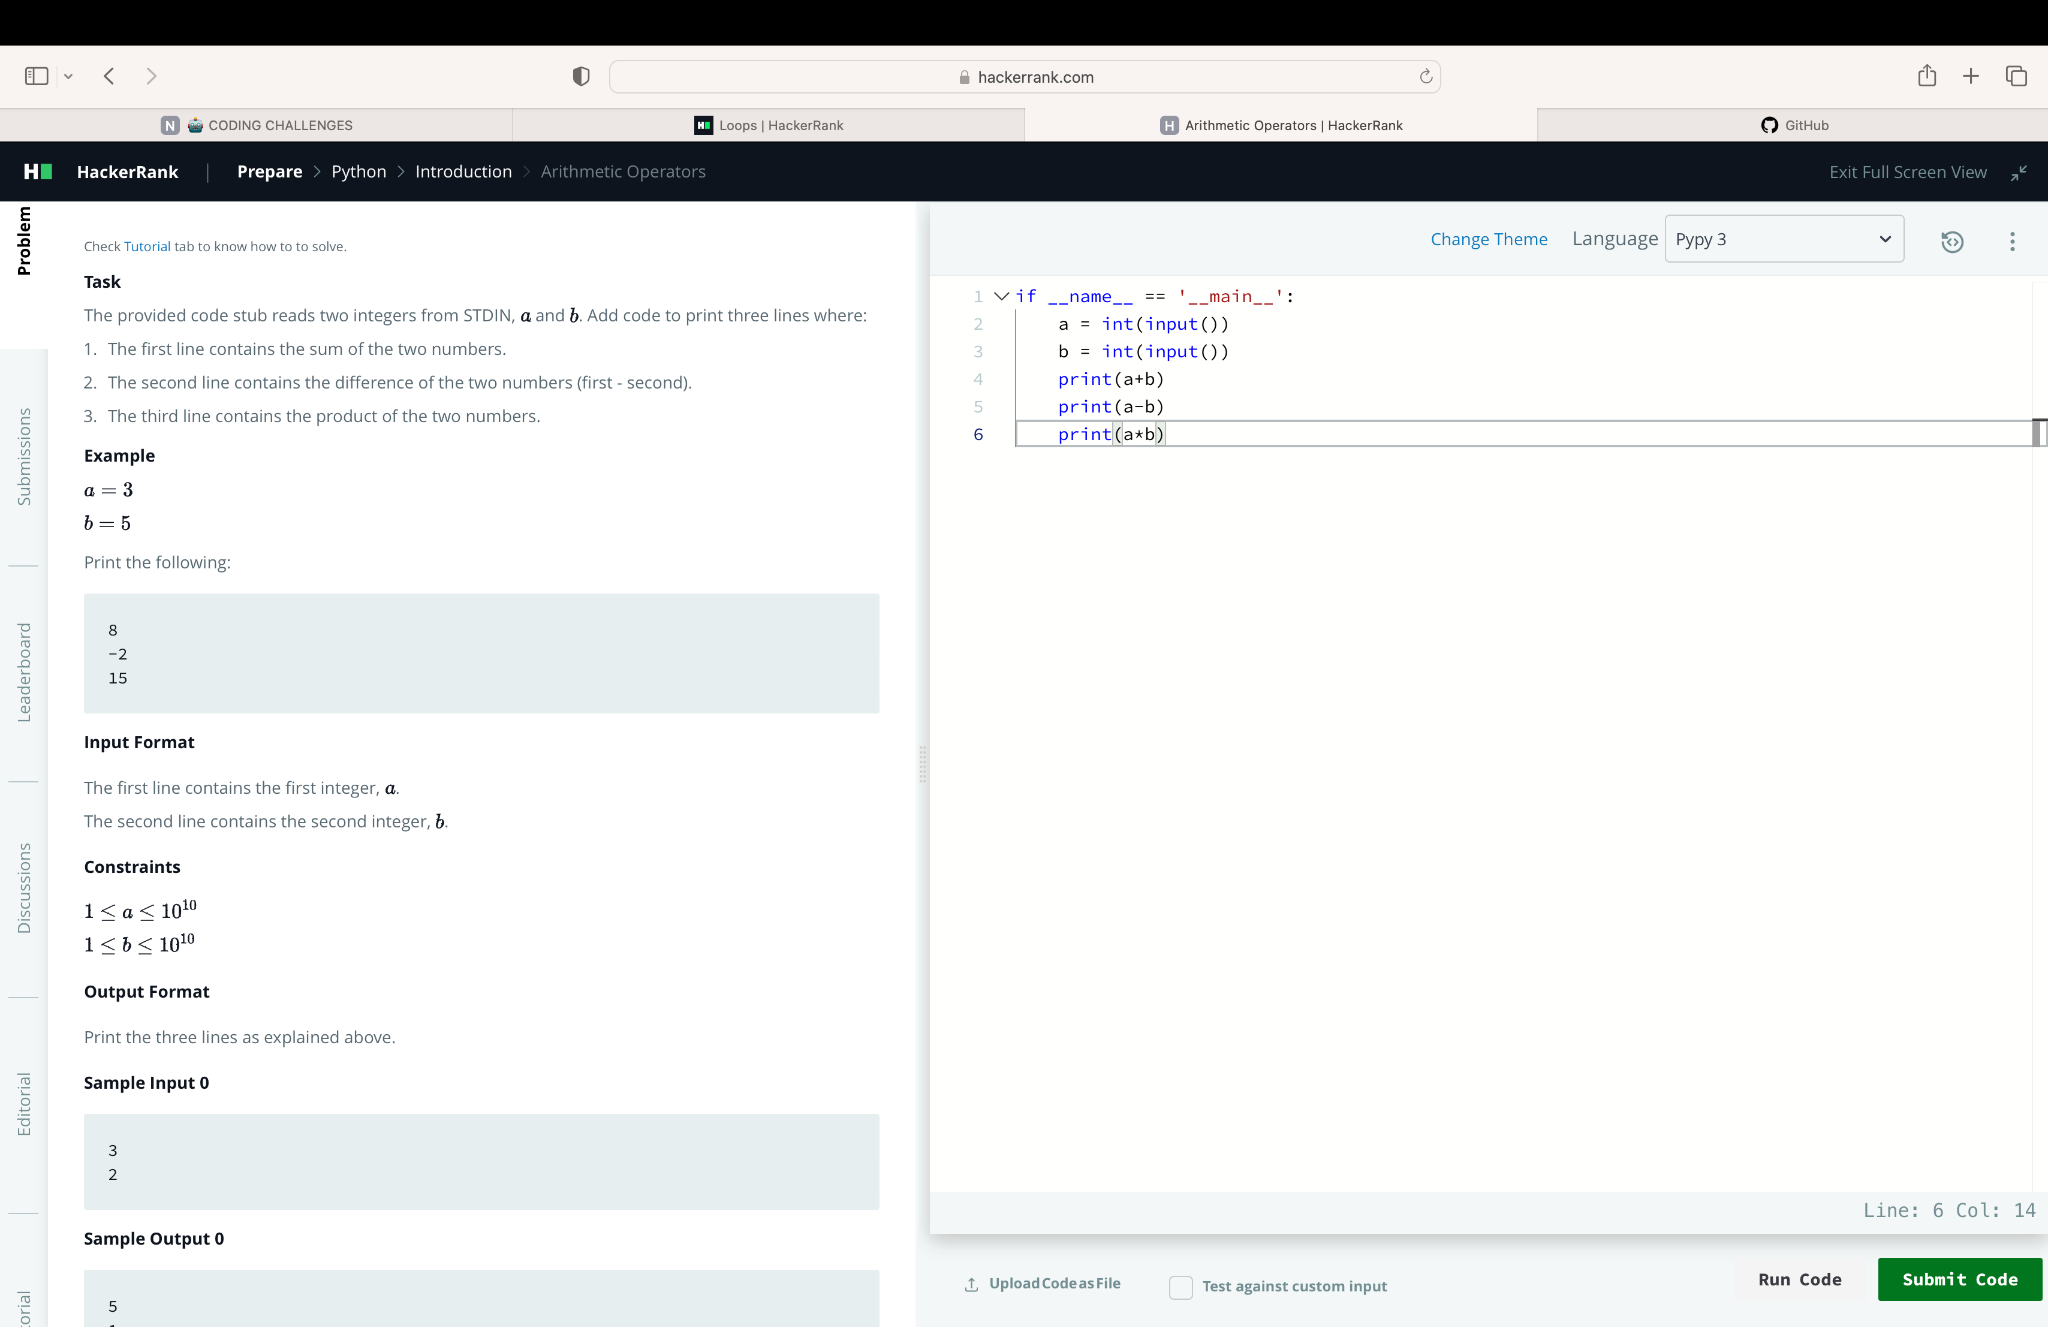 hackerrank.com
N CODING CHALLENGES
H Loops | HackerRank
H Arithmetic Operators | HackerRank
GitHub
H HackerRank | Prepare > Python > Introduction > Arithmetic Operators
Exit Full Screen View
Problem
Submissions
Leaderboard
Discussions
Editorial
Check Tutorial tab to know how to to solve.
Task
The provided code stub reads two integers from STDIN, a and b. Add code to print three lines where:
1. The first line contains the sum of the two numbers.
2. The second line contains the difference of the two numbers (first - second).
3. The third line contains the product of the two numbers.
Example
a = 3
b = 5
Print the following:
8
-2
15
Input Format
The first line contains the first integer, a.
The second line contains the second integer, b.
Constraints
1 ≤ a ≤ 10^10
1 ≤ b ≤ 10^10
Output Format
Print the three lines as explained above.
Sample Input 0
3
2
Sample Output 0
5
Change Theme Language Pypy 3
1 if __name__ == '__main__':
2 a = int(input())
3 b = int(input())
4 print(a+b)
5 print(a-b)
6 print(a*b)
Line: 6 Col: 14
Upload Code as File
Test against custom input
Run Code
Submit Code